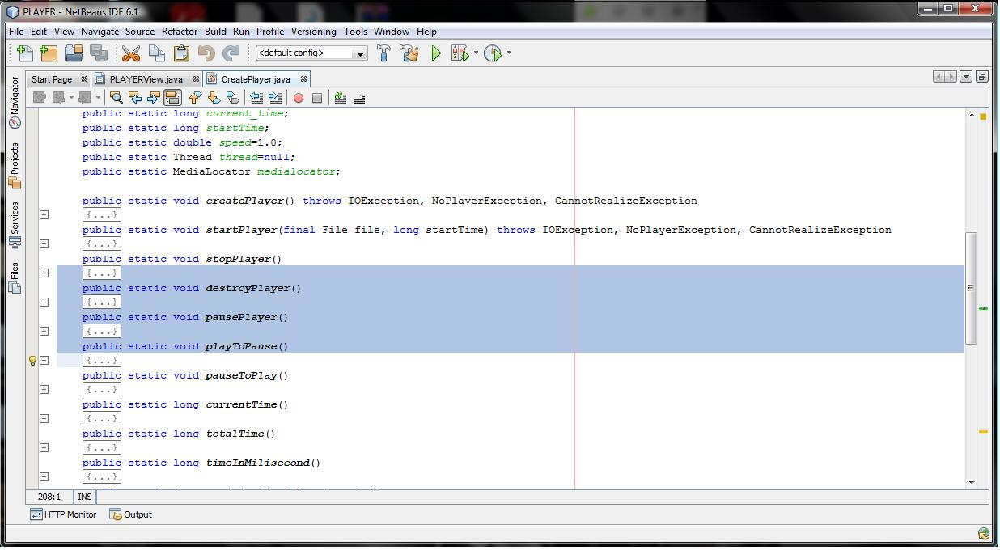 PLAYER - NetBeans IDE 6.1
File Edit View Navigate Source Refactor Build Run Profile Versioning Tools Window Help
<default config>
Start Page PLAYERView.java CreatePlayer.java
Navigator
Projects
Services
Files
public static long current_time;
public static long startTime;
public static double speed=1.0;
public static Thread thread=null;
public static MediaLocator medialocator;
public static void createPlayer() throws IOException, NoPlayerException, CannotRealizeException
{...}
public static void startPlayer(final File file, long startTime) throws IOException, NoPlayerException, CannotRealizeException
{...}
public static void stopPlayer()
{...}
public static void destroyPlayer()
{...}
public static void pausePlayer()
{...}
public static void playToPause()
{...}
public static void pauseToPlay()
{...}
public static long currentTime()
{...}
public static long totalTime()
{...}
public static long timeInMilisecond()
{...}
208:1 INS
HTTP Monitor Output